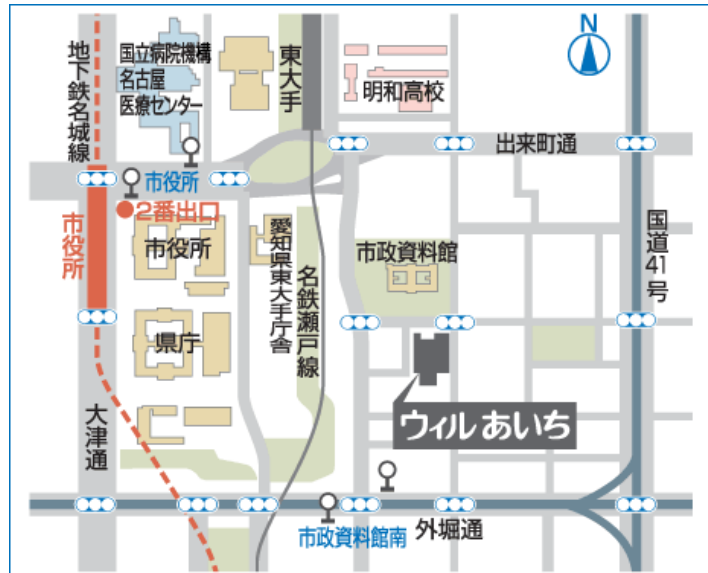 地下鉄名城線
国立病院機構
名古屋
医療センター
東大手
明和高校
N
出来町通
市役所
2番出口
市役所
市役所
愛知県東大手庁舎
名鉄瀬戸線
市政資料館
国道41号
県庁
大津通
ウィルあいち
市政資料館南
外堀通